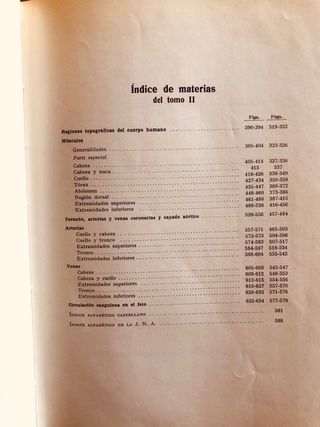 Índice de materias
del tomo II
Figs. Págs.
Regiones topográficas del cuerpo humano 390-394 319-322
Músculos
Generalidades 395-404 323-326
Parte especial.
Cabeza 405-414 327-336
Cabeza y nuca 415 337
Cuello 416-426 338-349
Tórax 427-434 350-359
Abdomen 435-447 360-372
Región dorsal 448-460 373-386
Extremidades superiores 461-488 387-415
Extremidades inferiores 489-528 416-456
Corazón, arterias y venas coronarias y cayado aórtico 529-556 457-484
Arterias
Cuello y cabeza 557-571 485-503
Cuello y tronco 572-573 504-506
Extremidades superiores 574-583 507-517
Tronco 584-597 518-534
Extremidades inferiores 598-604 535-542
Venas
Cabeza 605-608 543-547
Cabeza y cuello 609-612 548-553
Extremidades superiores 613-615 554-556
Tronco 616-627 557-570
Extremidades inferiores 628-632 571-576
Circulación sanguínea en el feto 633-634 577-579
Índice alfabético castellano 581
Índice alfabético de la J. N. A. 588